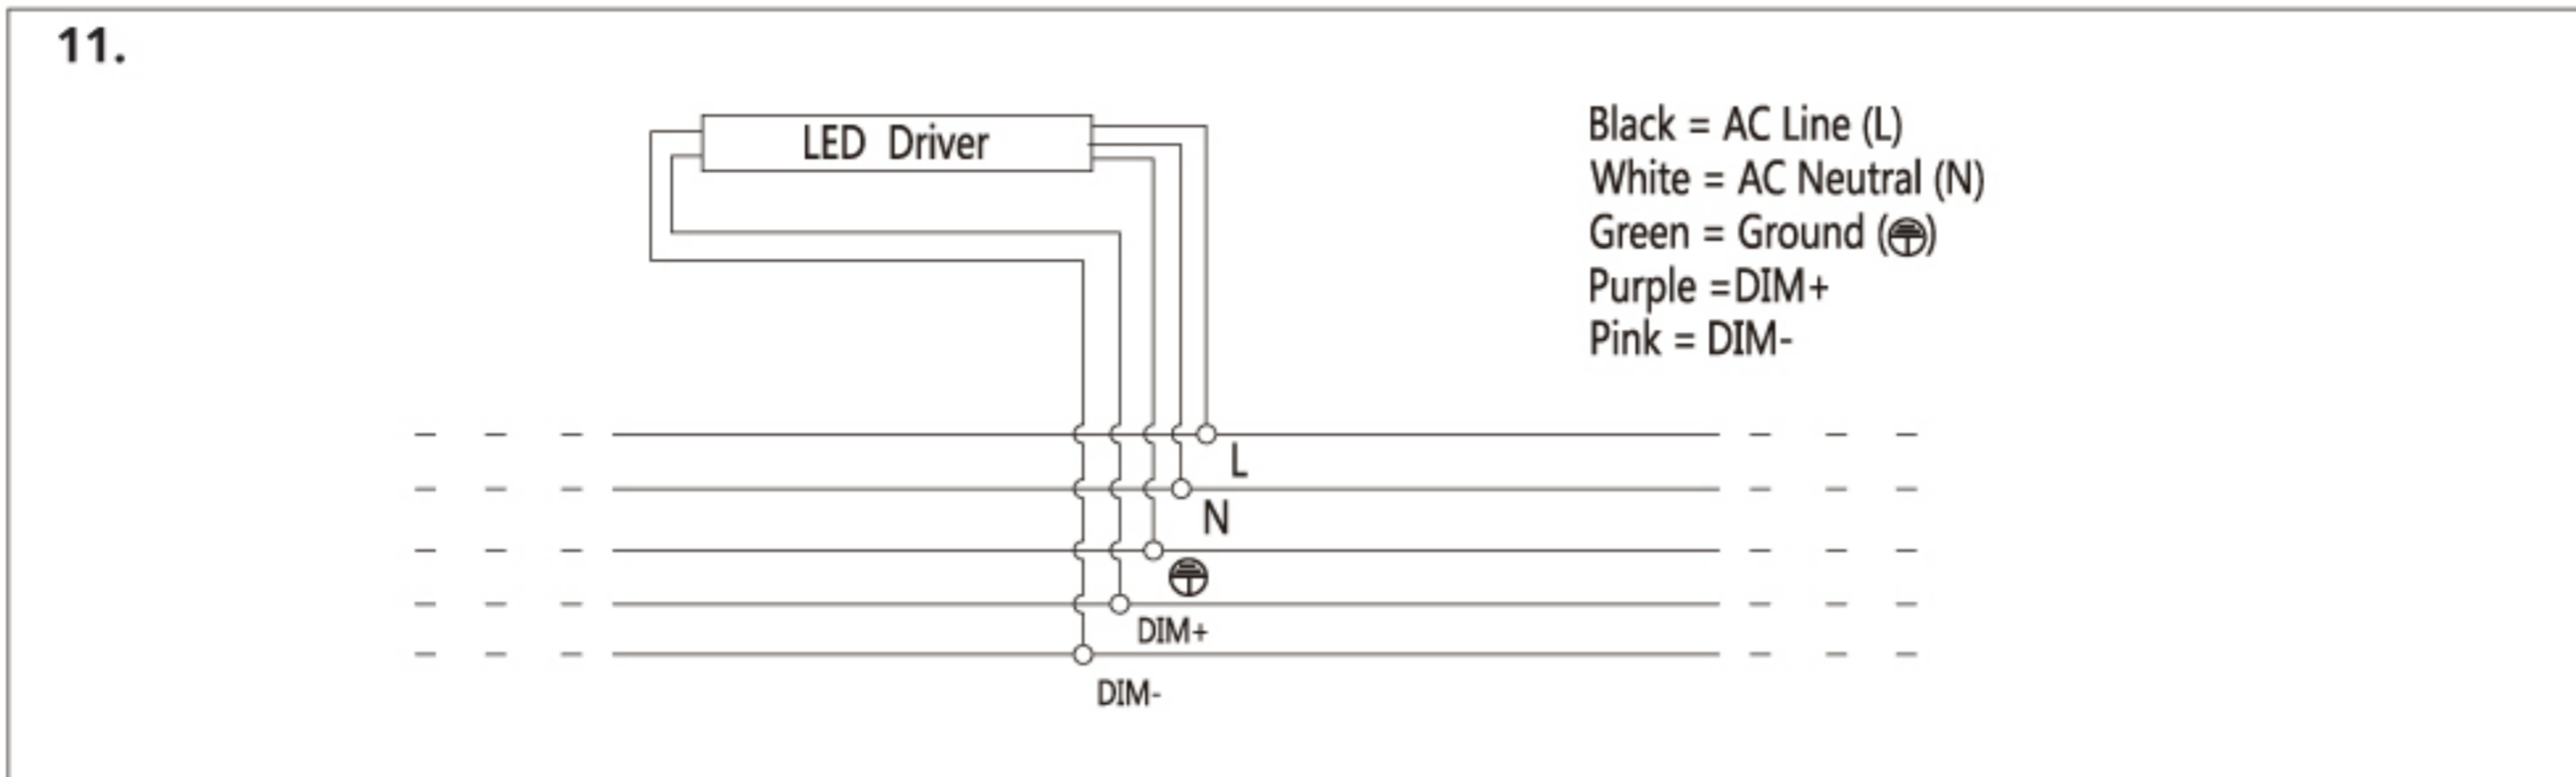 11.
LED Driver
Black = AC Line (L)
White = AC Neutral (N)
Green = Ground (⏚)
Purple =DIM+
Pink = DIM-
L
N
DIM+
DIM-